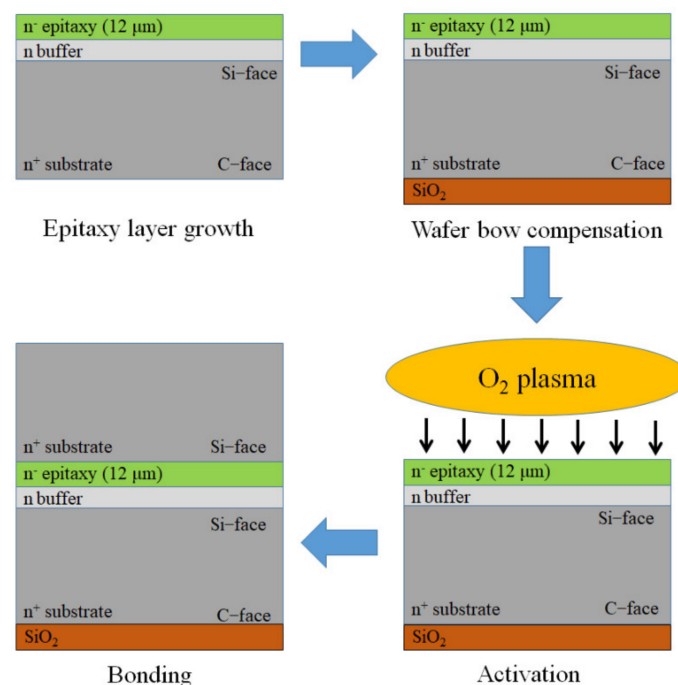 n⁻ epitaxy (12 μm)
n buffer
Si−face
n⁺ substrate C−face
Epitaxy layer growth
n⁻ epitaxy (12 μm)
n buffer
Si−face
n⁺ substrate C−face
SiO₂
Wafer bow compensation
O₂ plasma
n⁻ epitaxy (12 μm)
n buffer
Si−face
n⁺ substrate C−face
SiO₂
Activation
n⁺ substrate Si−face
n⁻ epitaxy (12 μm)
n buffer
Si−face
n⁺ substrate C−face
SiO₂
Bonding